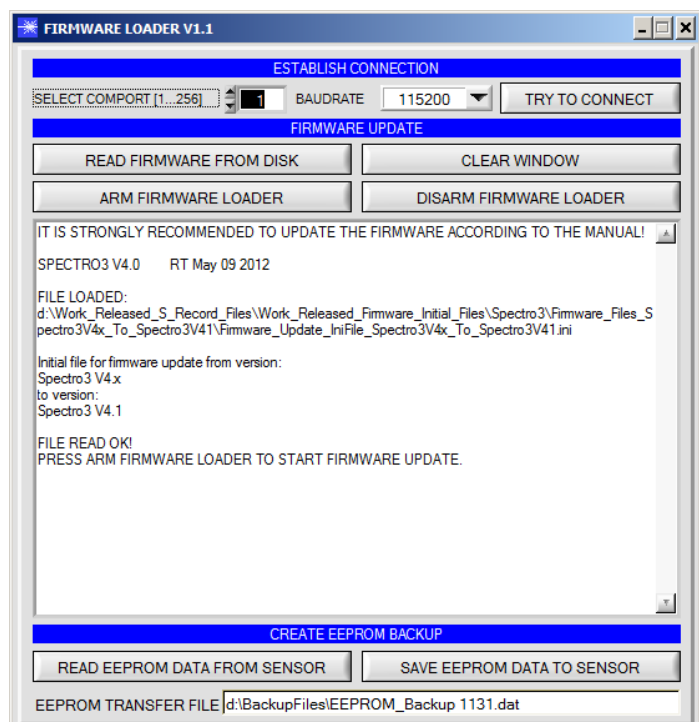 FIRMWARE LOADER V1.1
ESTABLISH CONNECTION
SELECT COMPORT [1...256] 1 BAUDRATE 115200 TRY TO CONNECT
FIRMWARE UPDATE
READ FIRMWARE FROM DISK CLEAR WINDOW
ARM FIRMWARE LOADER DISARM FIRMWARE LOADER
IT IS STRONGLY RECOMMENDED TO UPDATE THE FIRMWARE ACCORDING TO THE MANUAL!
SPECTRO3 V4.0 RT May 09 2012
FILE LOADED:
d:\Work_Released_S_Record_Files\Work_Released_Firmware_Initial_Files\Spectro3\Firmware_Files_S
pectro3V4x_To_Spectro3V41\Firmware_Update_IniFile_Spectro3V4x_To_Spectro3V41.ini
Initial file for firmware update from version:
Spectro3 V4.x
to version:
Spectro3 V4.1
FILE READ OK!
PRESS ARM FIRMWARE LOADER TO START FIRMWARE UPDATE.
CREATE EEPROM BACKUP
READ EEPROM DATA FROM SENSOR SAVE EEPROM DATA TO SENSOR
EEPROM TRANSFER FILE d:\BackupFiles\EEPROM_Backup 1131.dat